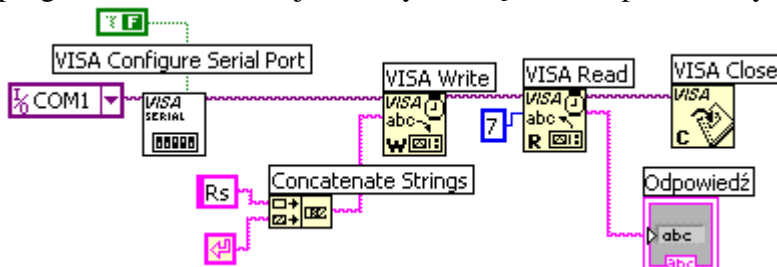 F
VISA Configure Serial Port
VISA Write
VISA Read
VISA Close
I/O COM1
VISA
SERIAL
VISA
abc
W
7
VISA
abc
R
VISA
C
Rs
Concatenate Strings
Odpowiedź
abc
abc